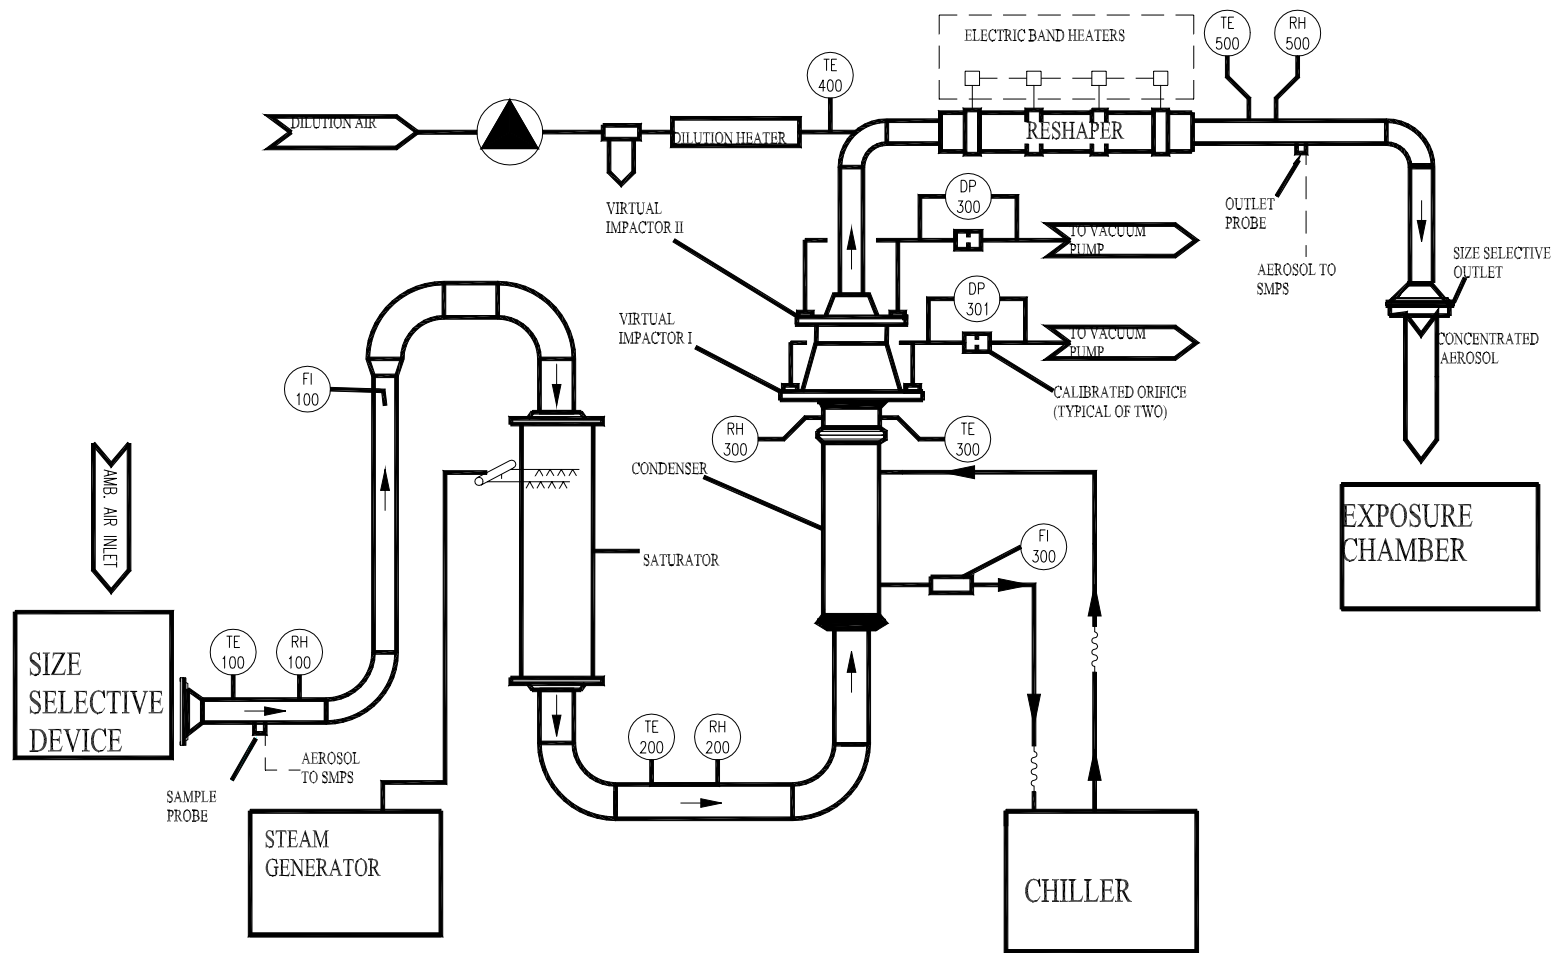 TE
500
RH
500
ELECTRIC BAND HEATERS
TE
400
DILUTION AIR
DILUTION HEATER
RESHAPER
VIRTUAL
IMPACTOR II
DP
300
TO VACUUM
PUMP
OUTLET
PROBE
AEROSOL TO
SMPS
SIZE SELECTIVE
OUTLET
VIRTUAL
IMPACTOR I
DP
301
TO VACUUM
PUMP
CONCENTRATED
AEROSOL
CALIBRATED ORIFICE
(TYPICAL OF TWO)
FI
100
RH
300
TE
300
CONDENSER
AMB. AIR INLET
EXPOSURE
CHAMBER
FI
300
SATURATOR
SIZE
SELECTIVE
DEVICE
TE
100
RH
100
TE
200
RH
200
AEROSOL
TO SMPS
SAMPLE
PROBE
STEAM
GENERATOR
CHILLER